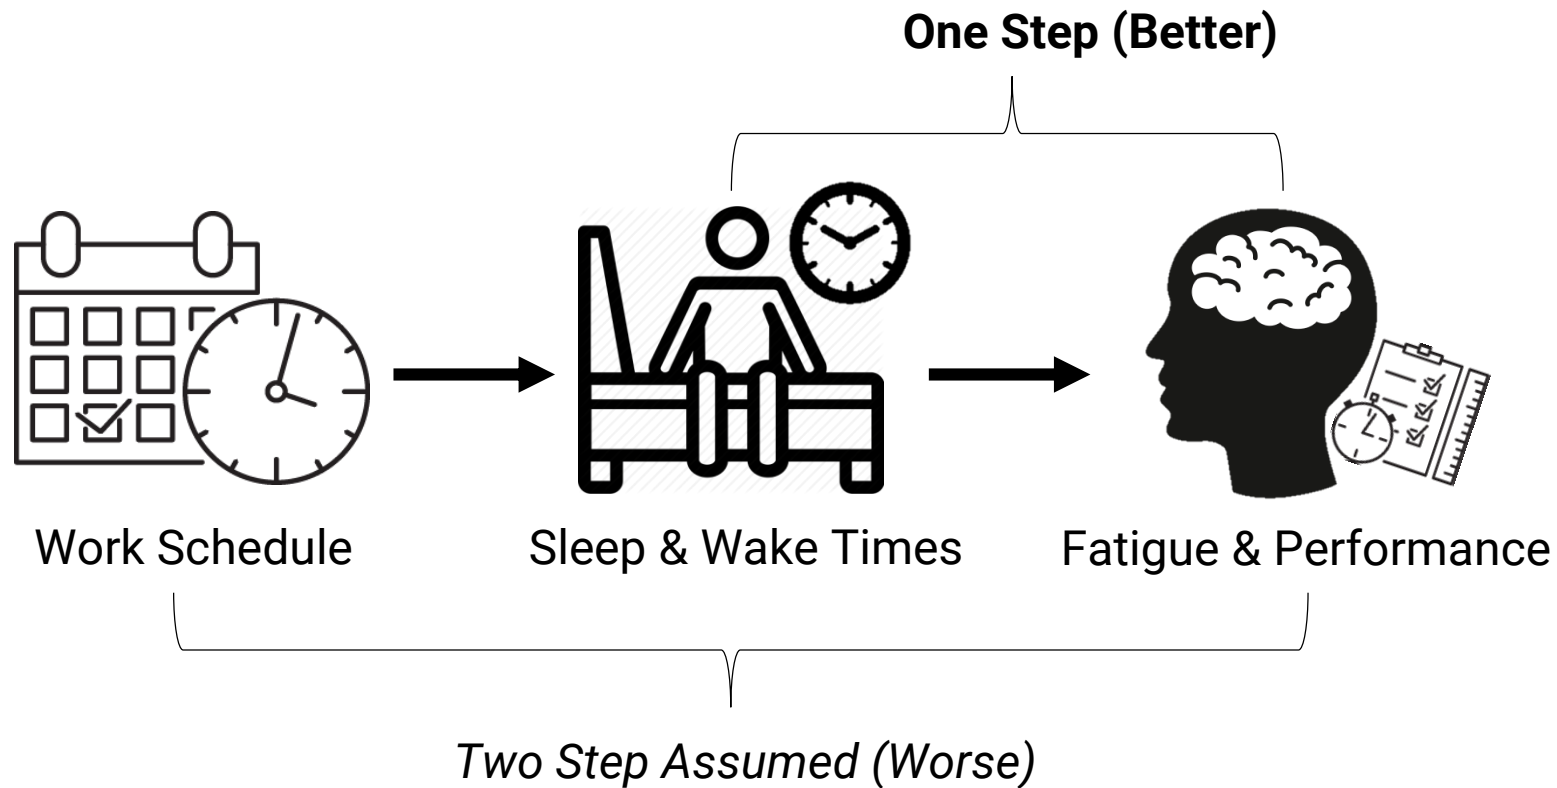 One Step (Better)
Work Schedule
Sleep & Wake Times
Fatigue & Performance
Two Step Assumed (Worse)